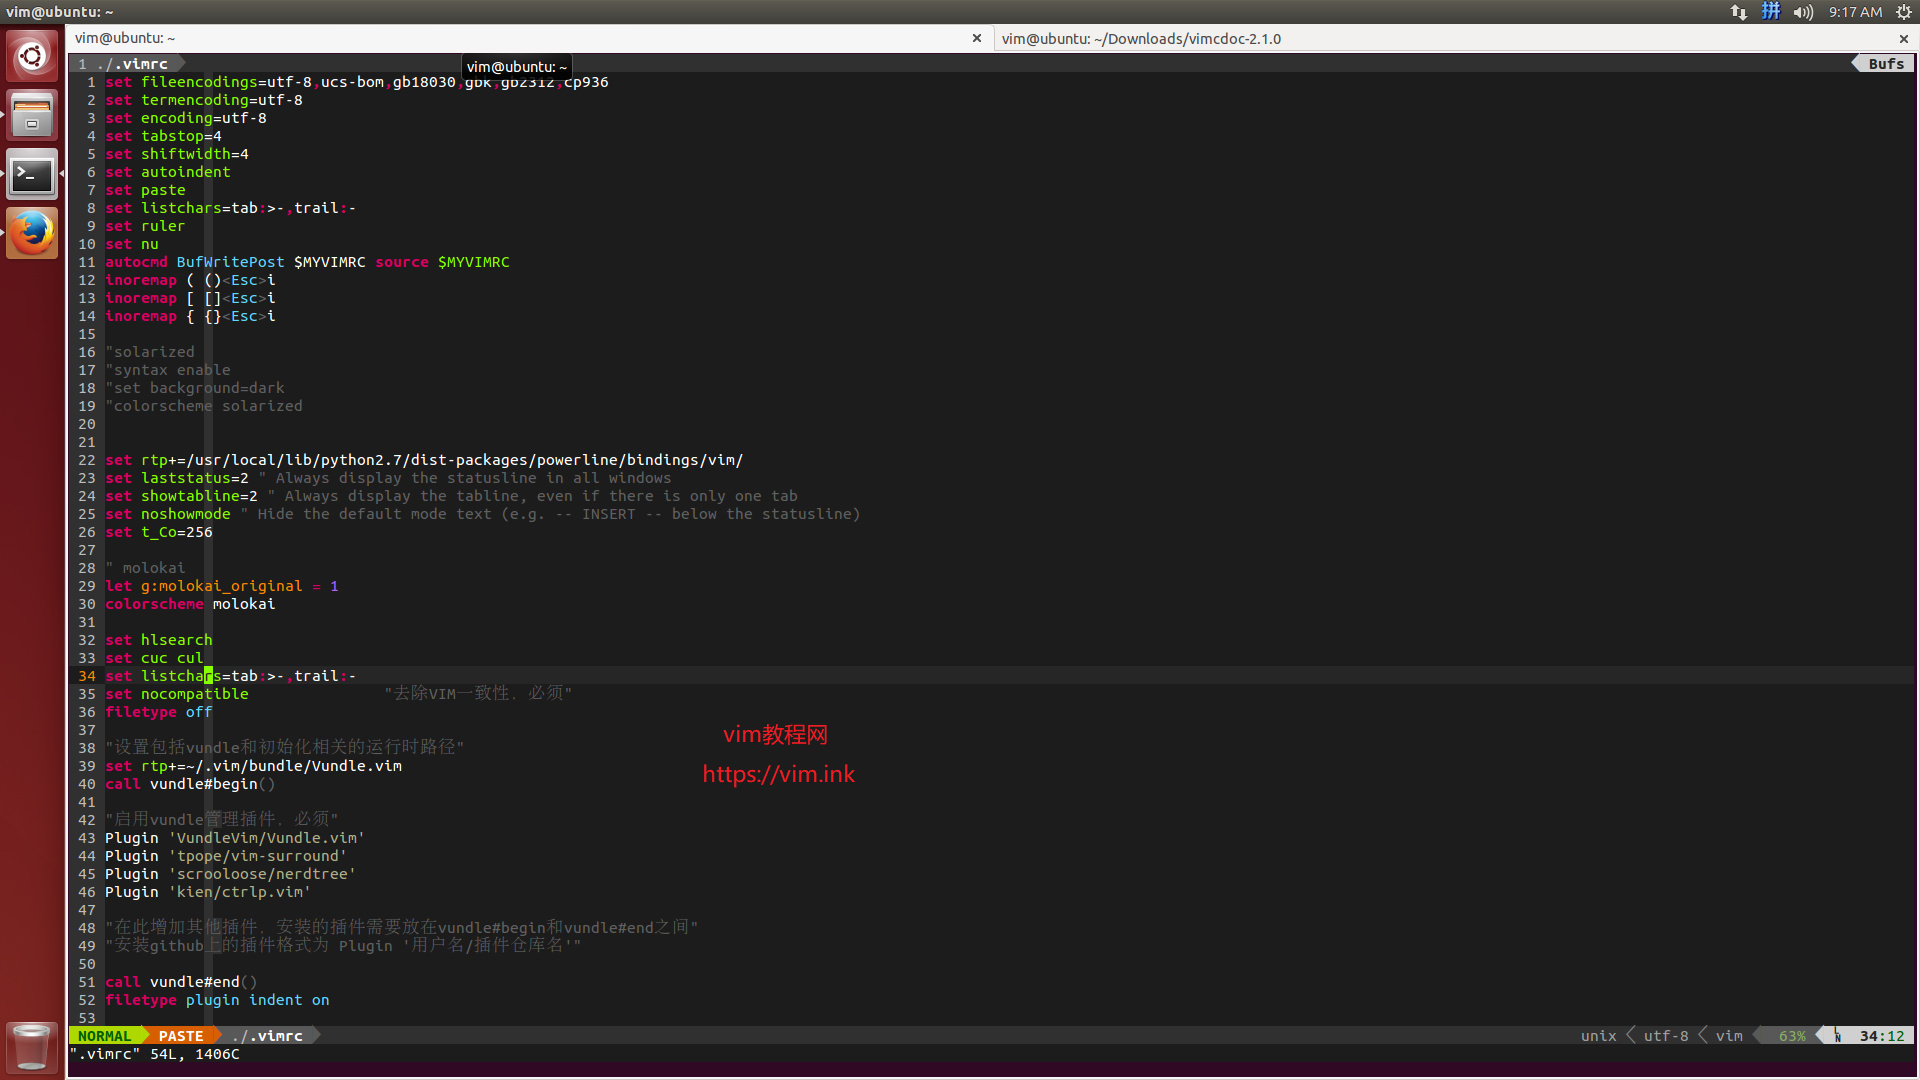 vim@ubuntu: ~
9:17 AM
vim@ubuntu: ~
vim@ubuntu: ~/Downloads/vimcdoc-2.1.0
1 ./.vimrc
vim@ubuntu: ~
Bufs
1 set fileencodings=utf-8,ucs-bom,gb18030,gbk,gb2312,cp936
2 set termencoding=utf-8
3 set encoding=utf-8
4 set tabstop=4
5 set shiftwidth=4
6 set autoindent
7 set paste
8 set listchars=tab:>-,trail:-
9 set ruler
10 set nu
11 autocmd BufWritePost $MYVIMRC source $MYVIMRC
12 inoremap ( ()<Esc>i
13 inoremap [ []<Esc>i
14 inoremap { {}<Esc>i
15
16 "solarized
17 "syntax enable
18 "set background=dark
19 "colorscheme solarized
20
21
22 set rtp+=/usr/local/lib/python2.7/dist-packages/powerline/bindings/vim/
23 set laststatus=2 " Always display the statusline in all windows
24 set showtabline=2 " Always display the tabline, even if there is only one tab
25 set noshowmode " Hide the default mode text (e.g. -- INSERT -- below the statusline)
26 set t_Co=256
27
28 " molokai
29 let g:molokai_original = 1
30 colorscheme molokai
31
32 set hlsearch
33 set cuc cul
34 set listchars=tab:>-,trail:-
35 set nocompatible "去除VIM一致性，必须"
36 filetype off
37
38 "设置包括vundle和初始化相关的运行时路径"
39 set rtp+=~/.vim/bundle/Vundle.vim
40 call vundle#begin()
41
42 "启用vundle管理插件，必须"
43 Plugin 'VundleVim/Vundle.vim'
44 Plugin 'tpope/vim-surround'
45 Plugin 'scrooloose/nerdtree'
46 Plugin 'kien/ctrlp.vim'
47
48 "在此增加其他插件，安装的插件需要放在vundle#begin和vundle#end之间"
49 "安装github上的插件格式为 Plugin '用户名/插件仓库名'"
50
51 call vundle#end()
52 filetype plugin indent on
53
vim教程网
https://vim.ink
NORMAL PASTE ./.vimrc unix utf-8 vim 63% LN 34:12
".vimrc" 54L, 1406C